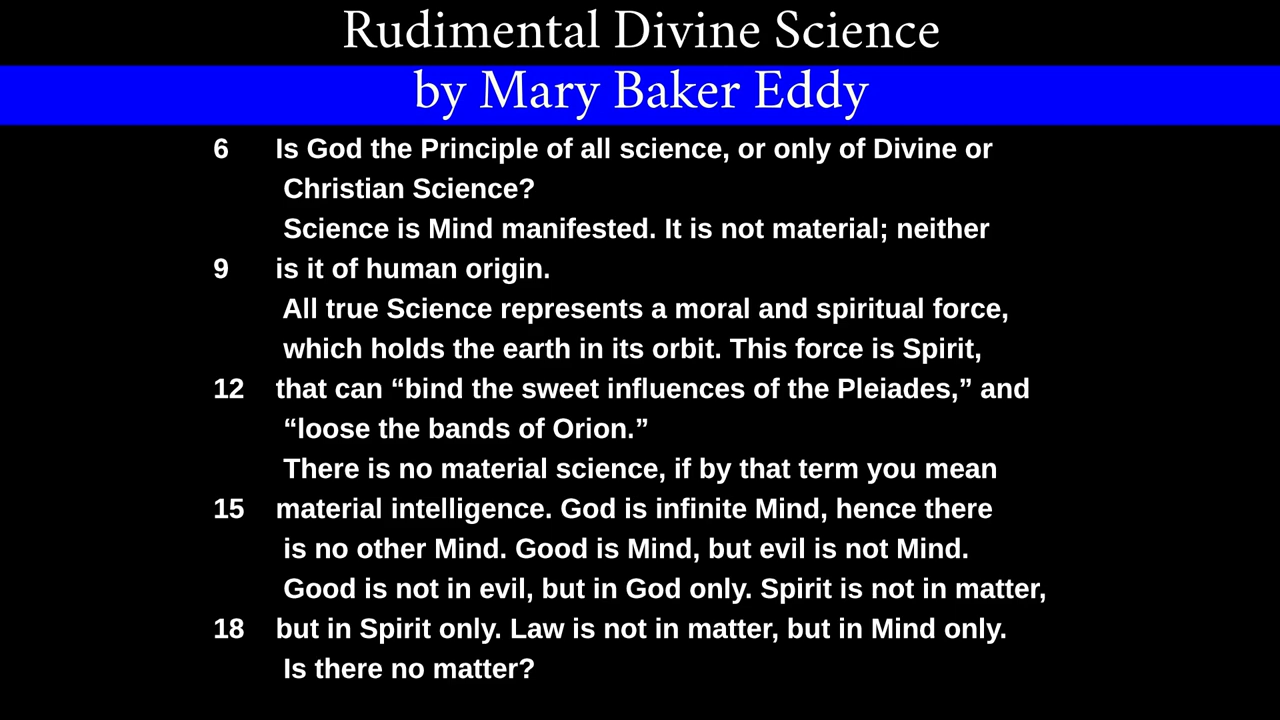 Rudimental Divine Science
by Mary Baker Eddy
6 Is God the Principle of all science, or only of Divine or
Christian Science?
Science is Mind manifested. It is not material; neither
9 is it of human origin.
All true Science represents a moral and spiritual force,
which holds the earth in its orbit. This force is Spirit,
12 that can “bind the sweet influences of the Pleiades,” and
“loose the bands of Orion.”
There is no material science, if by that term you mean
15 material intelligence. God is infinite Mind, hence there
is no other Mind. Good is Mind, but evil is not Mind.
Good is not in evil, but in God only. Spirit is not in matter,
18 but in Spirit only. Law is not in matter, but in Mind only.
Is there no matter?